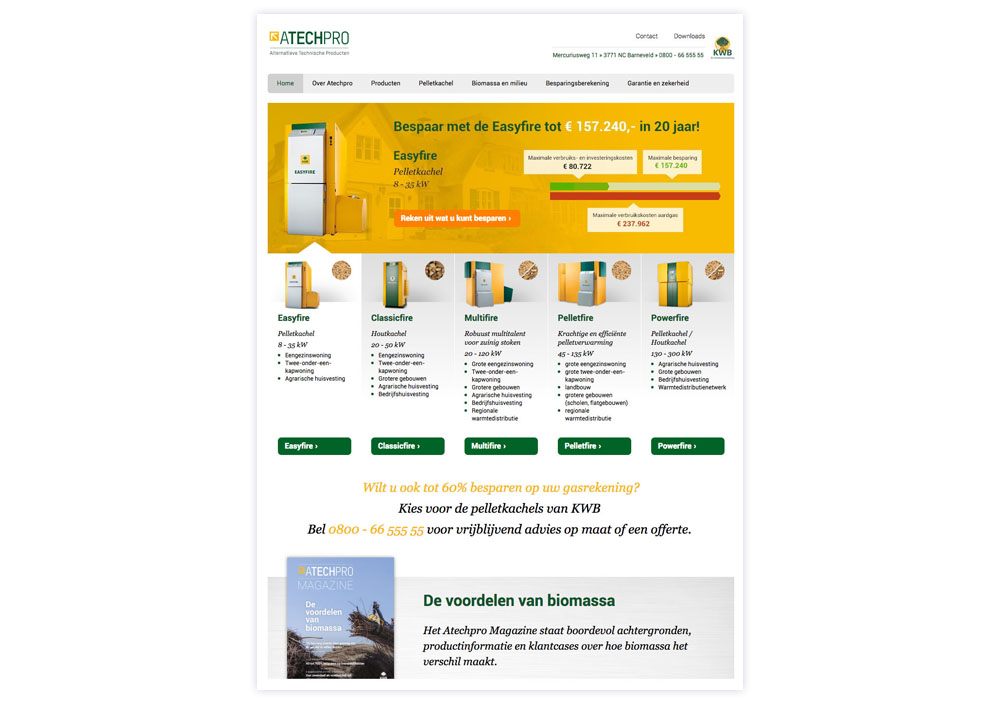 ATECHPRO
Alternatieve Technische Producten
Contact Downloads
Mercuriusweg 11 » 3771 NC Barneveld » 0800 - 66 555 55
KWB
Home Over Atechpro Producten Pelletkachel Biomassa en milieu Besparingsberekening Garantie en zekerheid
Bespaar met de Easyfire tot € 157.240,- in 20 jaar!
EASYFIRE
Easyfire
Pelletkachel
8 - 35 kW
Maximale verbruiks- en investeringskostes
€ 80.722
Maximale besparing
€ 157.240
Reken uit wat u kunt besparen ›
Maximale verbruikskosten aardgas
€ 237.962
Easyfire
Pelletkachel
8 - 35 kW
Eengezinswoning
Twee-onder-een-
kapwoning
Agrarische huisvesting
Easyfire ›
Classicfire
Houtkachel
20 - 50 kW
Eengezinswoning
Twee-onder-een-
kapwoning
Grotere gebouwen
Agrarische huisvesting
Bedrijfshuisvesting
Classicfire ›
Multifire
Robuust multitalent
voor zuinig stoken
20 - 120 kW
Grote eengezinswoning
Twee-onder-een-
kapwoning
Grotere gebouwen
Agrarische huisvesting
Bedrijfshuisvesting
Regionale
warmtedistributie
Multifire ›
Pelletfire
Krachtige en efficiënte
pelletverwarming
45 - 135 kW
grote eengezinswoning
grote twee-onder-een-
kapwoning
landbouw
grotere gebouwen
(scholen, flatgebouwen)
regionale
warmtedistributie
Pelletfire ›
Powerfire
Pelletkachel /
Houtkachel
130 - 300 kW
Agrarische huisvesting
Grote gebouwen
Bedrijfshuisvesting
Warmtedistributienetwerk
Powerfire ›
Wilt u ook tot 60% besparen op uw gasrekening?
Kies voor de pelletkachels van KWB
Bel 0800 - 66 555 55 voor vrijblijvend advies op maat of een offerte.
ATECHPRO
MAGAZINE
De
voordelen
van
biomassa
De voordelen van biomassa
Het Atechpro Magazine staat boordevol achtergronden,
productinformatie en klantcases over hoe biomassa het
verschil maakt.